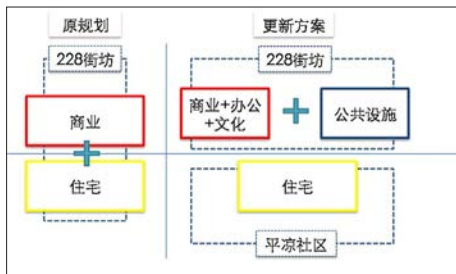 原规划
更新方案
228街坊
228街坊
商业
商业+办公
+文化
公共设施
住宅
住宅
平凉社区